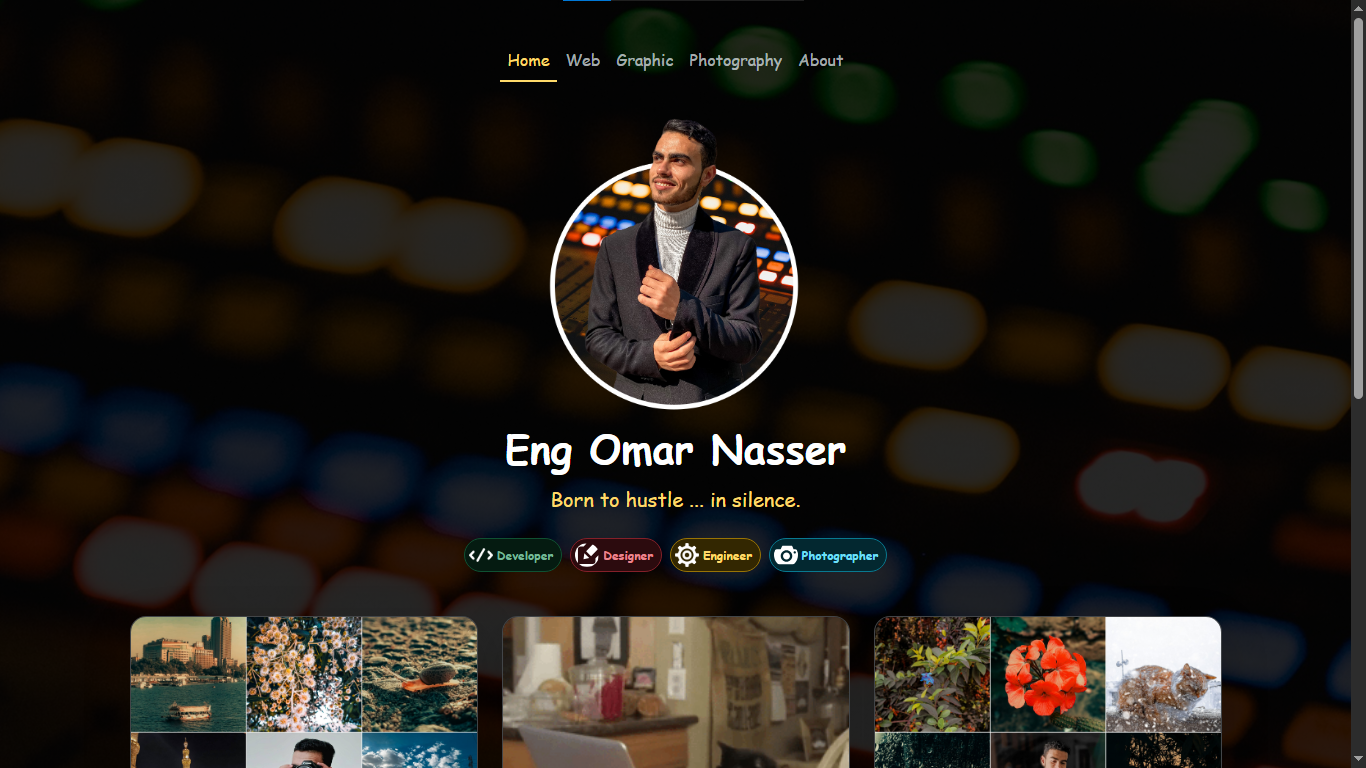 Home Web Graphic Photography About
Eng Omar Nasser
Born to hustle ... in silence.
Developer Designer Engineer Photographer